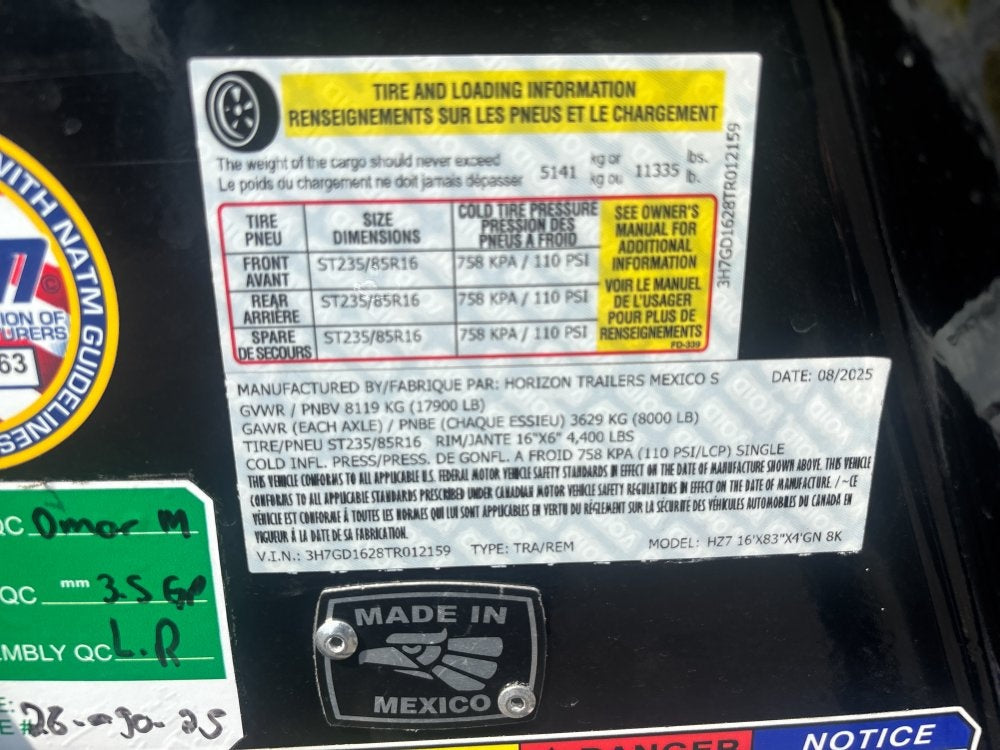 TIRE AND LOADING INFORMATION
RENSEIGNEMENTS SUR LES PNEUS ET LE CHARGEMENT
The weight of the cargo should never exceed
Le poids du chargement ne doit jamais dépasser
5141 kg or kg ou 11335 lbs. lb.
3H7GD1628TR012159
TIRE PNEU SIZE DIMENSIONS COLD TIRE PRESSURE PRESSION DES PNEUS A FROID
FRONT AVANT ST235/85R16 758 KPA / 110 PSI
REAR ARRIÈRE ST235/85R16 758 KPA / 110 PSI
SPARE DE SECOURS ST235/85R16 758 KPA / 110 PSI
SEE OWNER'S
MANUAL FOR
ADDITIONAL
INFORMATION
VOIR LE MANUEL
DE L'USAGER
POUR PLUS DE
RENSEIGNEMENTS
FD-339
MANUFACTURED BY/FABRIQUE PAR: HORIZON TRAILERS MEXICO S DATE: 08/2025
GVWR / PNBV 8119 KG (17900 LB)
GAWR (EACH AXLE) / PNBE (CHAQUE ESSIEU) 3629 KG (8000 LB)
TIRE/PNEU ST235/85R16 RIM/JANTE 16"X6" 4,400 LBS
COLD INFL. PRESS/PRESS. DE GONFL. A FROID 758 KPA (110 PSI/LCP) SINGLE
THIS VEHICLE CONFORMS TO ALL APPLICABLE U.S. FEDERAL MOTOR VEHICLE SAFETY STANDARDS IN EFFECT ON THE DATE OF MANUFACTURE SHOWN ABOVE. THIS VEHICLE
CONFORMS TO ALL APPLICABLE STANDARDS PRESCRIBED UNDER CANADIAN MOTOR VEHICLE SAFETY REGULATIONS IN EFFECT ON THE DATE OF MANUFACTURE. / ~CE
VÉHICLE EST CONFORME À TOUTES LES NORMES QUI LUI SONT APPLICABLES EN VERTU DU RÉGLEMENT SUR LA SÉCURITÉ DES VÉHICULES AUTOMOBILES DU CANADA EN
VIGUEUR À LA DATE DE SA FABRICATION.
V.I.N.: 3H7GD1628TR012159 TYPE: TRA/REM MODEL: HZ7 16'X83"X4'GN 8K
WITH NATM GUIDELINES
ION OF
URERS
63
QC Omar M
QC mm 3.5 GP
MBLY QC L.R
MADE IN
MEXICO
DANGER
NOTICE